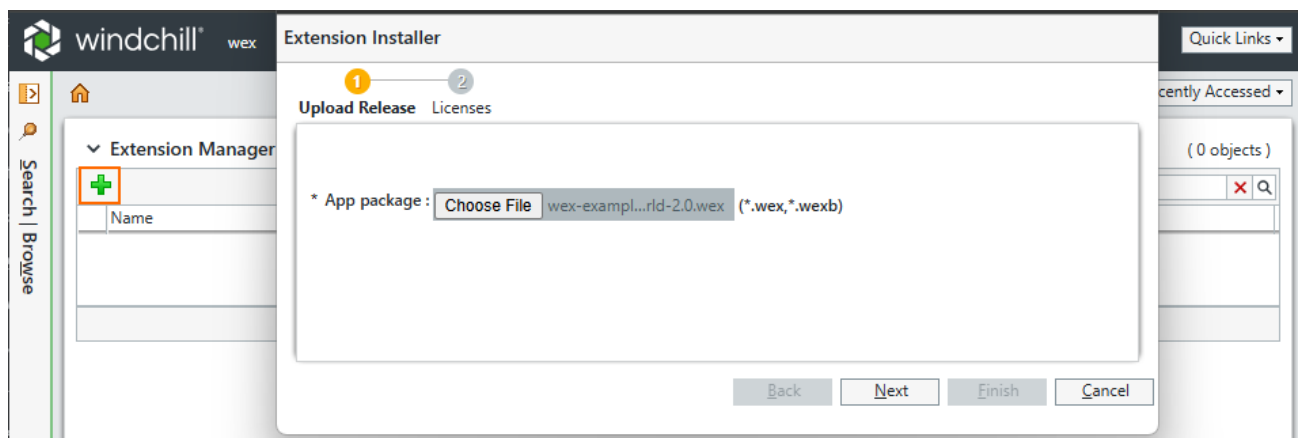 windchill® wex
Extension Installer
Quick Links
1 2
Upload Release Licenses
cently Accessed
Extension Manager
( 0 objects )
Search | Browse
Name
* App package : Choose File wex-exampl...rld-2.0.wex (*.wex,*.wexb)
Back Next Finish Cancel